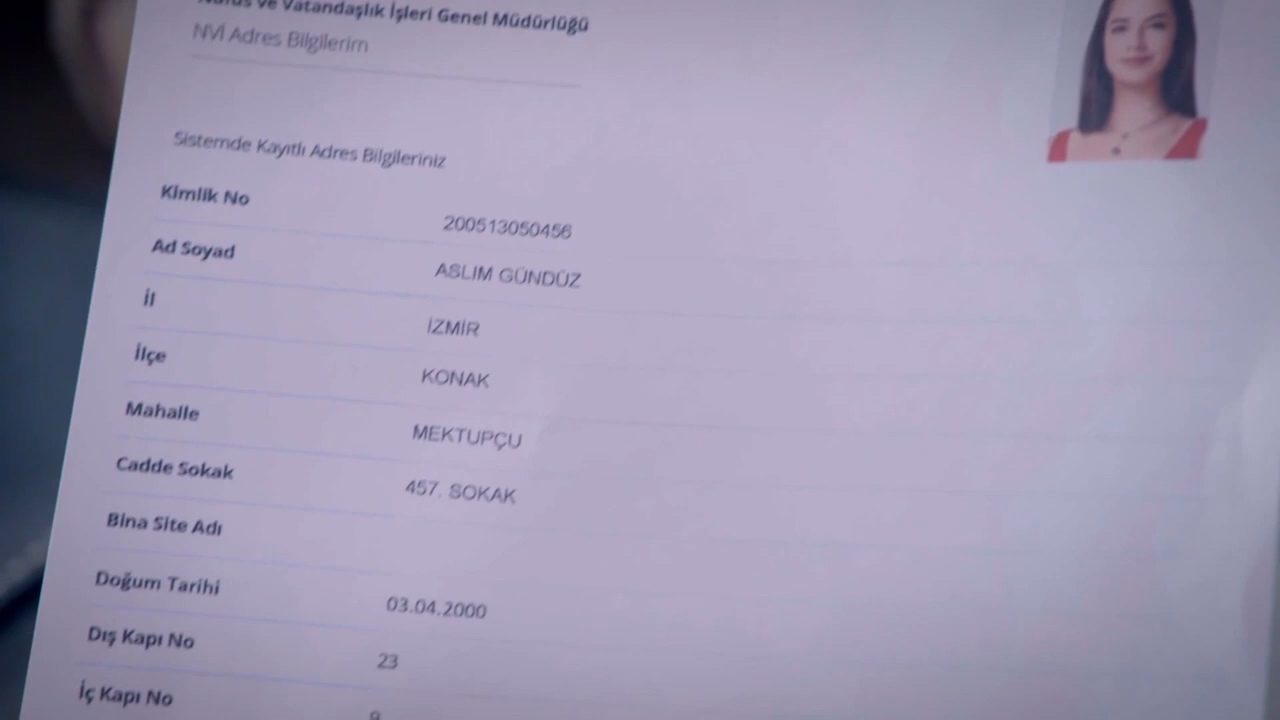 Nüfus ve Vatandaşlık İşleri Genel Müdürlüğü
NVİ Adres Bilgilerim
Sistemde Kayıtlı Adres Bilgileriniz
Kimlik No 200513050456
Ad Soyad ASLIM GÜNDÜZ
İl İZMİR
İlçe KONAK
Mahalle MEKTUPÇU
Cadde Sokak 457. SOKAK
Bina Site Adı
Doğum Tarihi 03.04.2000
Dış Kapı No 23
İç Kapı No 9